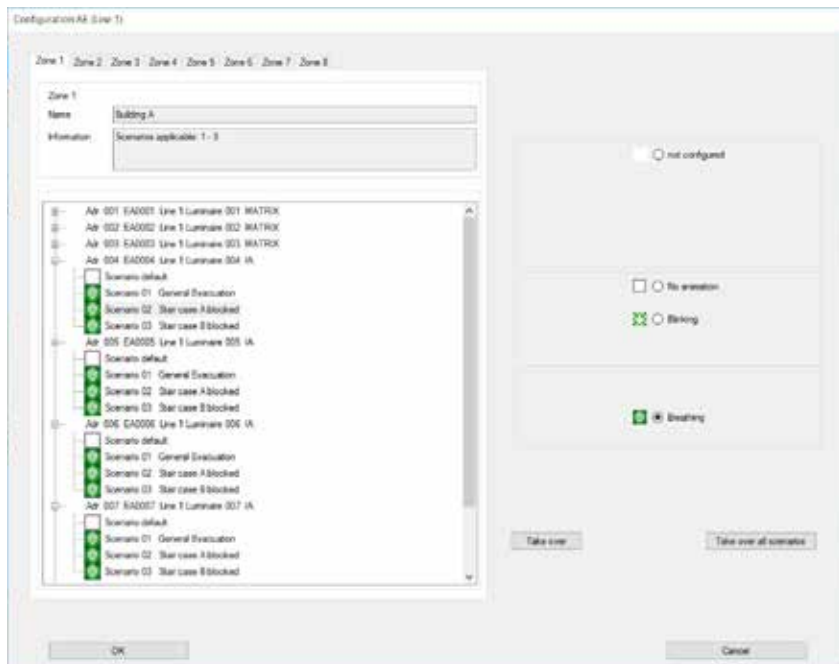 Configuration AE (Line 1)
Zone 1 Zone 2 Zone 3 Zone 4 Zone 5 Zone 6 Zone 7 Zone 8
Zone 1
Name Building A
Information Scenarios applicable: 1 - 3
Adr 001 EA0001 Line 1 Luminaire 001 MATRIX
Adr 002 EA0002 Line 1 Luminaire 002 MATRIX
Adr 003 EA0003 Line 1 Luminaire 003 MATRIX
Adr 004 EA0004 Line 1 Luminaire 004 IA
Scenario default
Scenario 01 General Evacuation
Scenario 02 Stair case A blocked
Scenario 03 Stair case B blocked
Adr 005 EA0005 Line 1 Luminaire 005 IA
Scenario default
Scenario 01 General Evacuation
Scenario 02 Stair case A blocked
Scenario 03 Stair case B blocked
Adr 006 EA0006 Line 1 Luminaire 006 IA
Scenario default
Scenario 01 General Evacuation
Scenario 02 Stair case A blocked
Scenario 03 Stair case B blocked
Adr 007 EA0007 Line 1 Luminaire 007 IA
Scenario default
Scenario 01 General Evacuation
Scenario 02 Stair case A blocked
Scenario 03 Stair case B blocked
not configured
No animation
Blinking
Breathing
Take over
Take over all scenarios
OK
Cancel